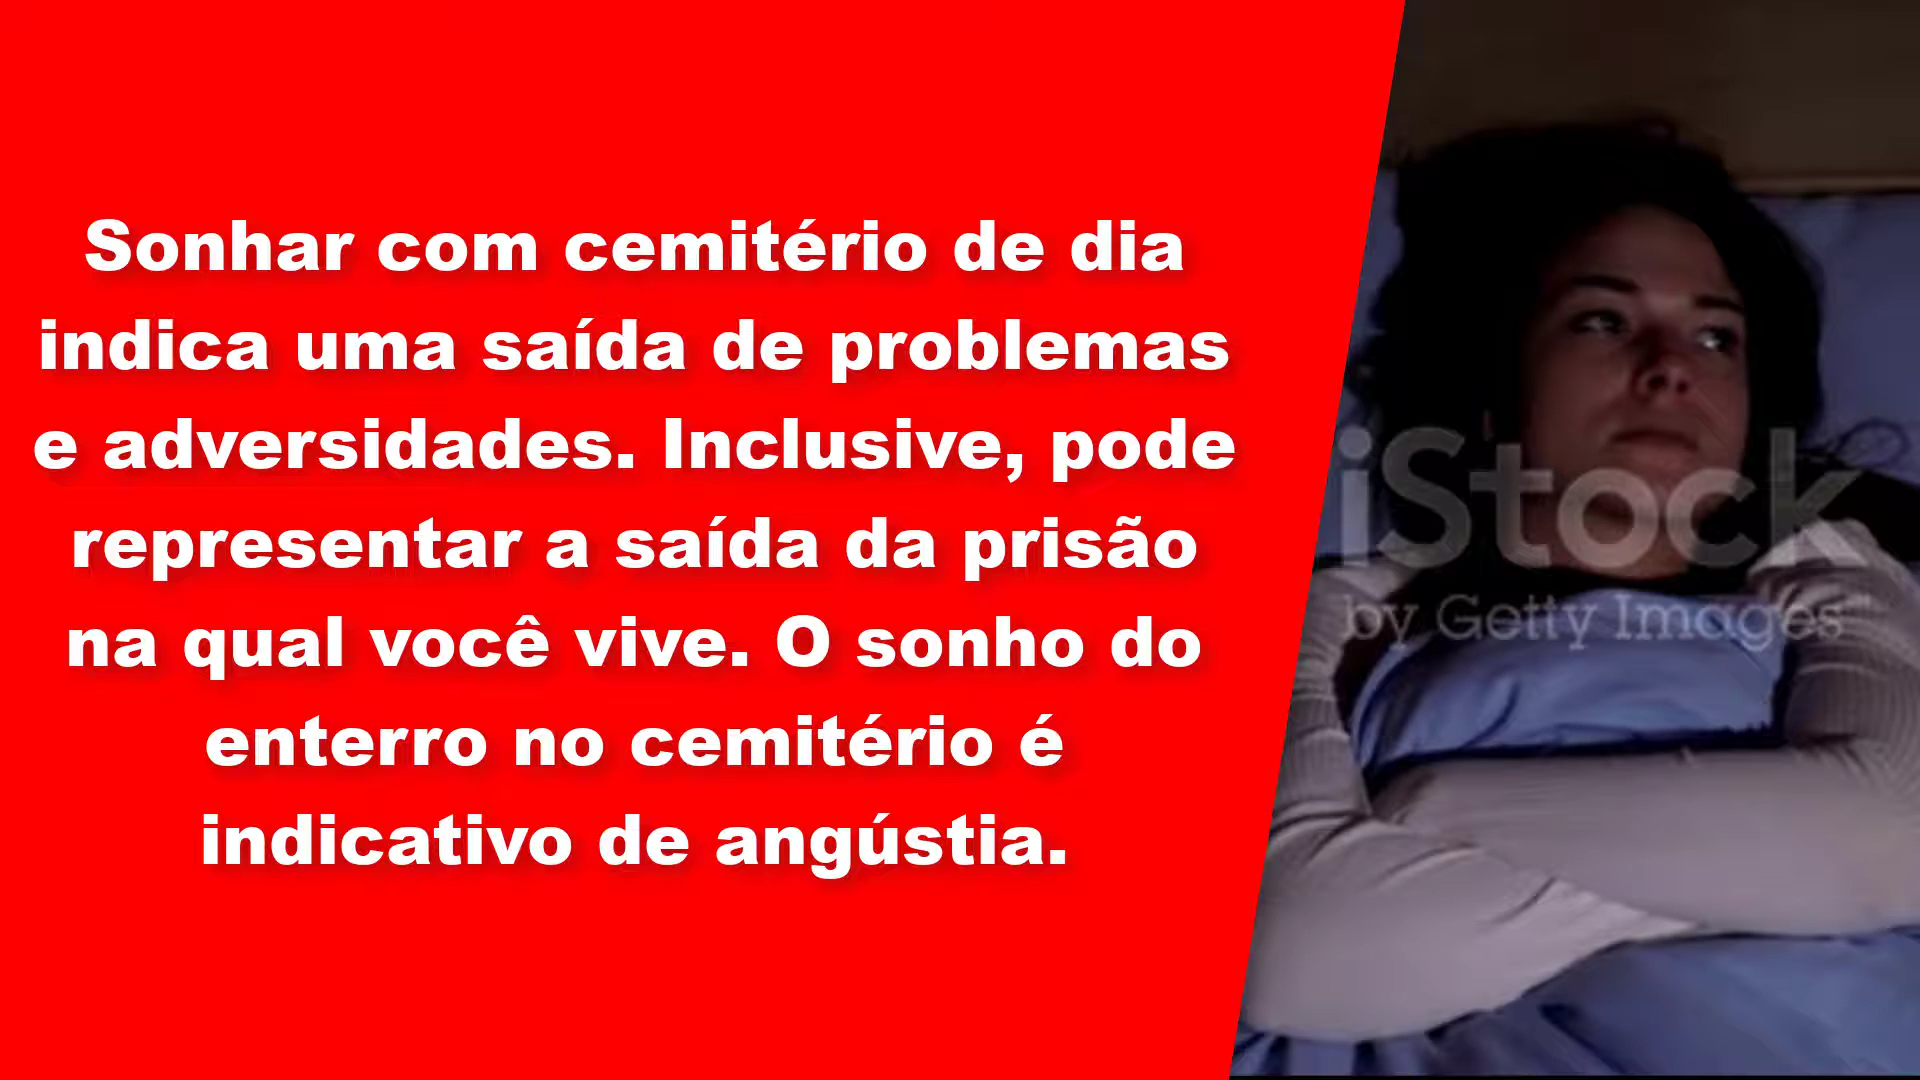 Sonhar com cemitério de dia
indica uma saída de problemas
e adversidades. Inclusive, pode
representar a saída da prisão
na qual você vive. O sonho do
enterro no cemitério é
indicativo de angústia.
iStock
by Getty Images™